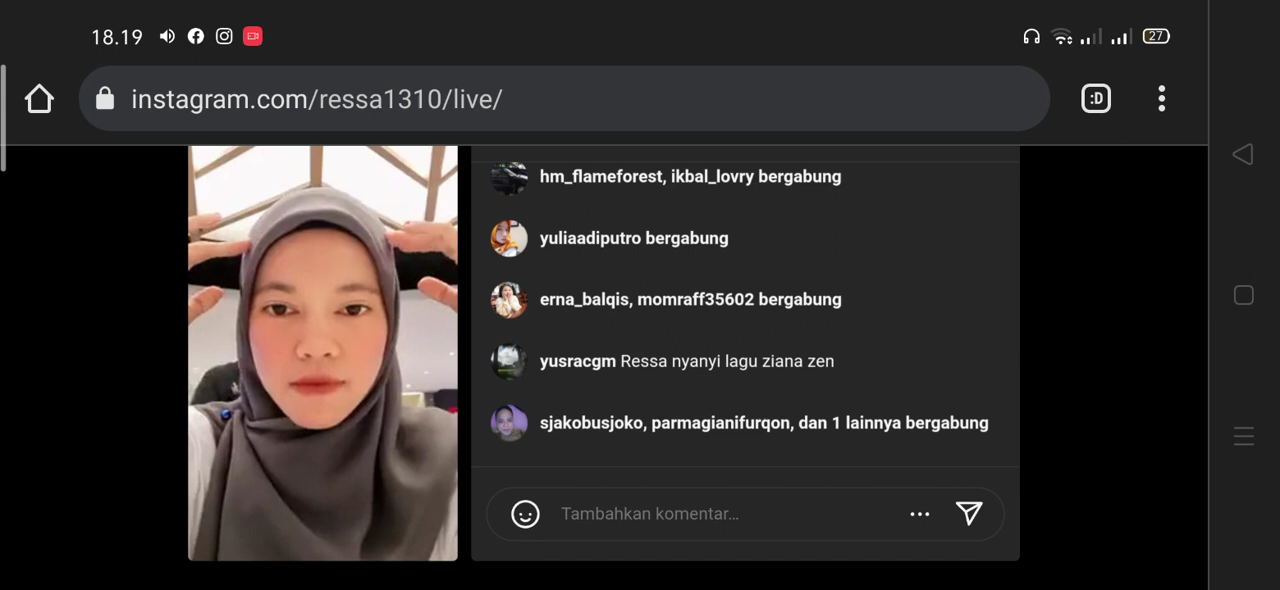 18.19
27
instagram.com/ressa1310/live/
:D
hm_flameforest, ikbal_lovry bergabung
yuliaadiputro bergabung
erna_balqis, momraff35602 bergabung
yusracgm Ressa nyanyi lagu ziana zen
sjakobusjoko, parmagianifurqon, dan 1 lainnya bergabung
Tambahkan komentar...